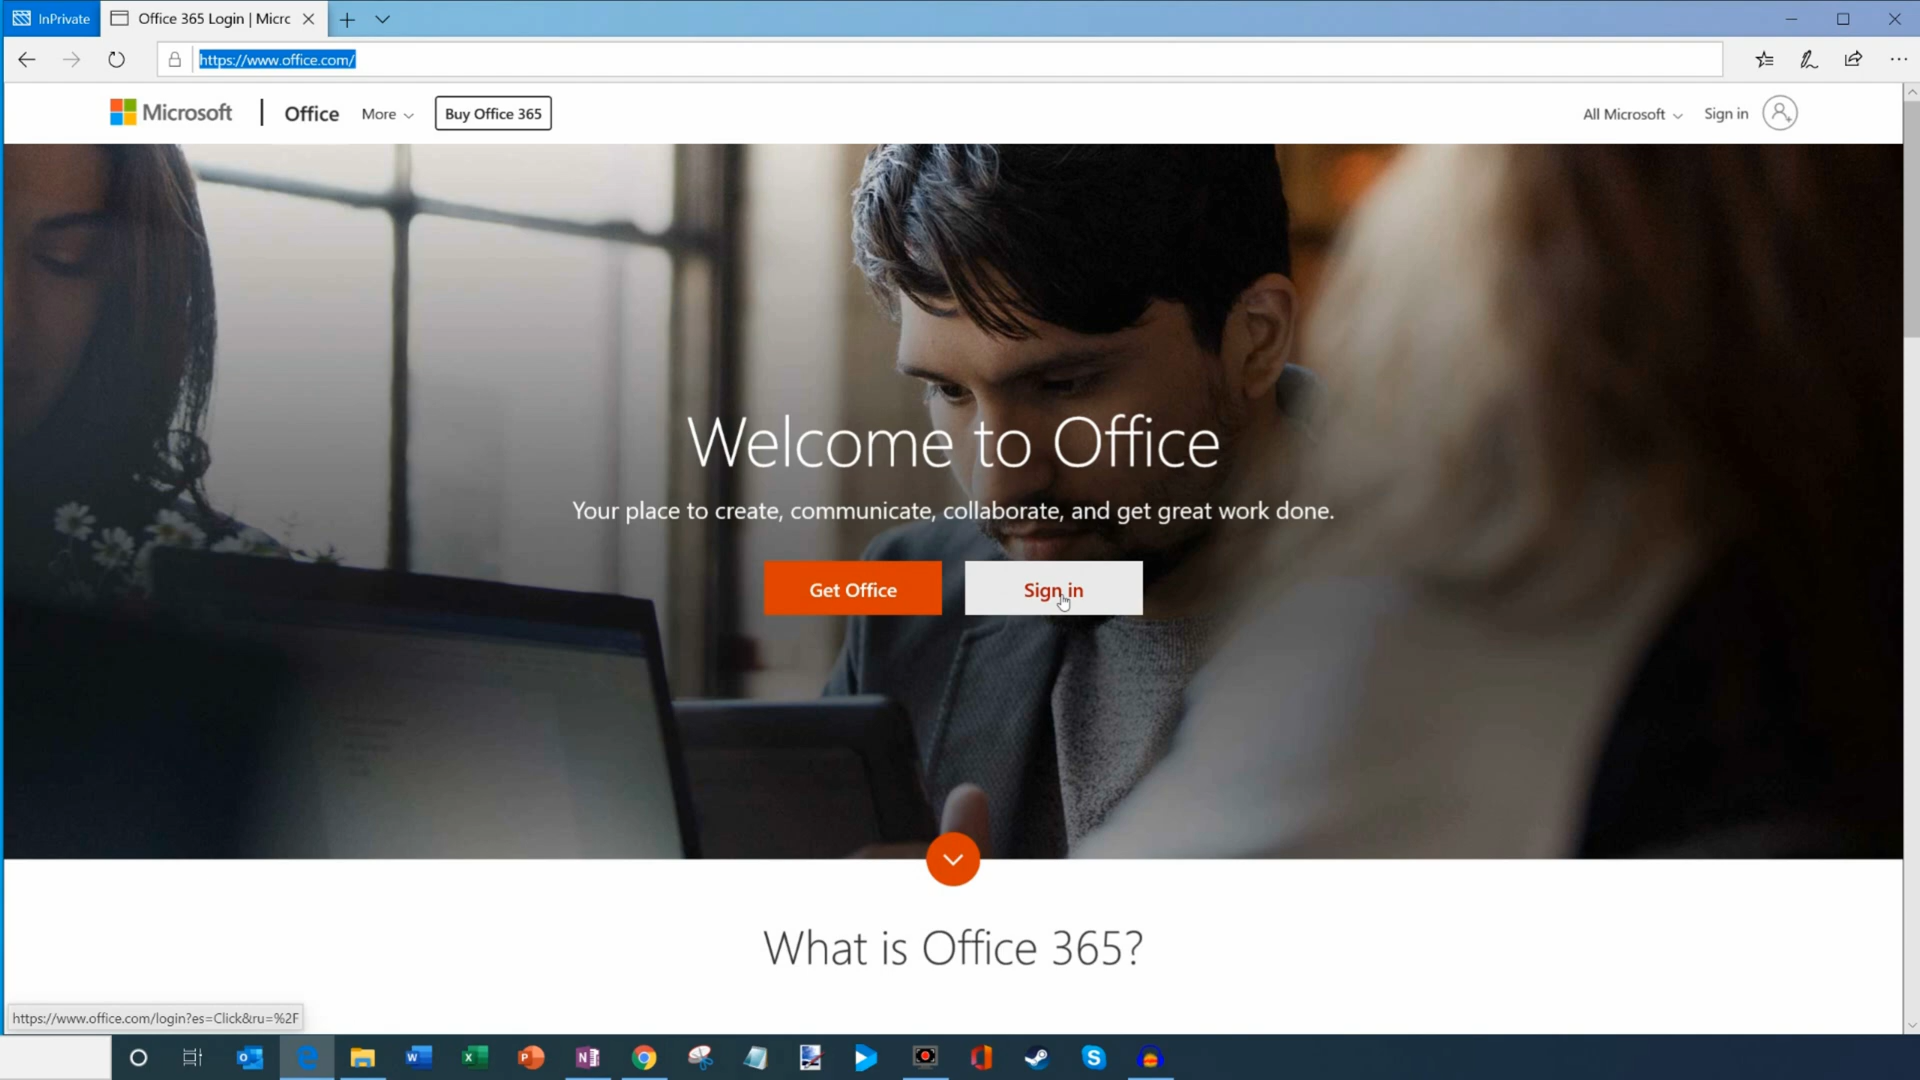 InPrivate
Office 365 Login | Micro
https://www.office.com/
Microsoft | Office More Buy Office 365 All Microsoft Sign in
Welcome to Office
Your place to create, communicate, collaborate, and get great work done.
Get Office
Sign in
What is Office 365?
https://www.office.com/login?es=Click&ru=%2F